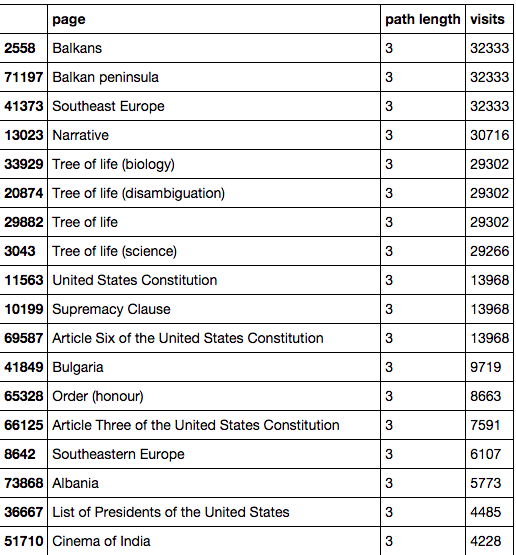 page path length visits
2558 Balkans 3 32333
71197 Balkan peninsula 3 32333
41373 Southeast Europe 3 32333
13023 Narrative 3 30716
33929 Tree of life (biology) 3 29302
20874 Tree of life (disambiguation) 3 29302
29882 Tree of life 3 29302
3043 Tree of life (science) 3 29266
11563 United States Constitution 3 13968
10199 Supremacy Clause 3 13968
69587 Article Six of the United States Constitution 3 13968
41849 Bulgaria 3 9719
65328 Order (honour) 3 8663
66125 Article Three of the United States Constitution 3 7591
8642 Southeastern Europe 3 6107
73868 Albania 3 5773
36667 List of Presidents of the United States 3 4485
51710 Cinema of India 3 4228